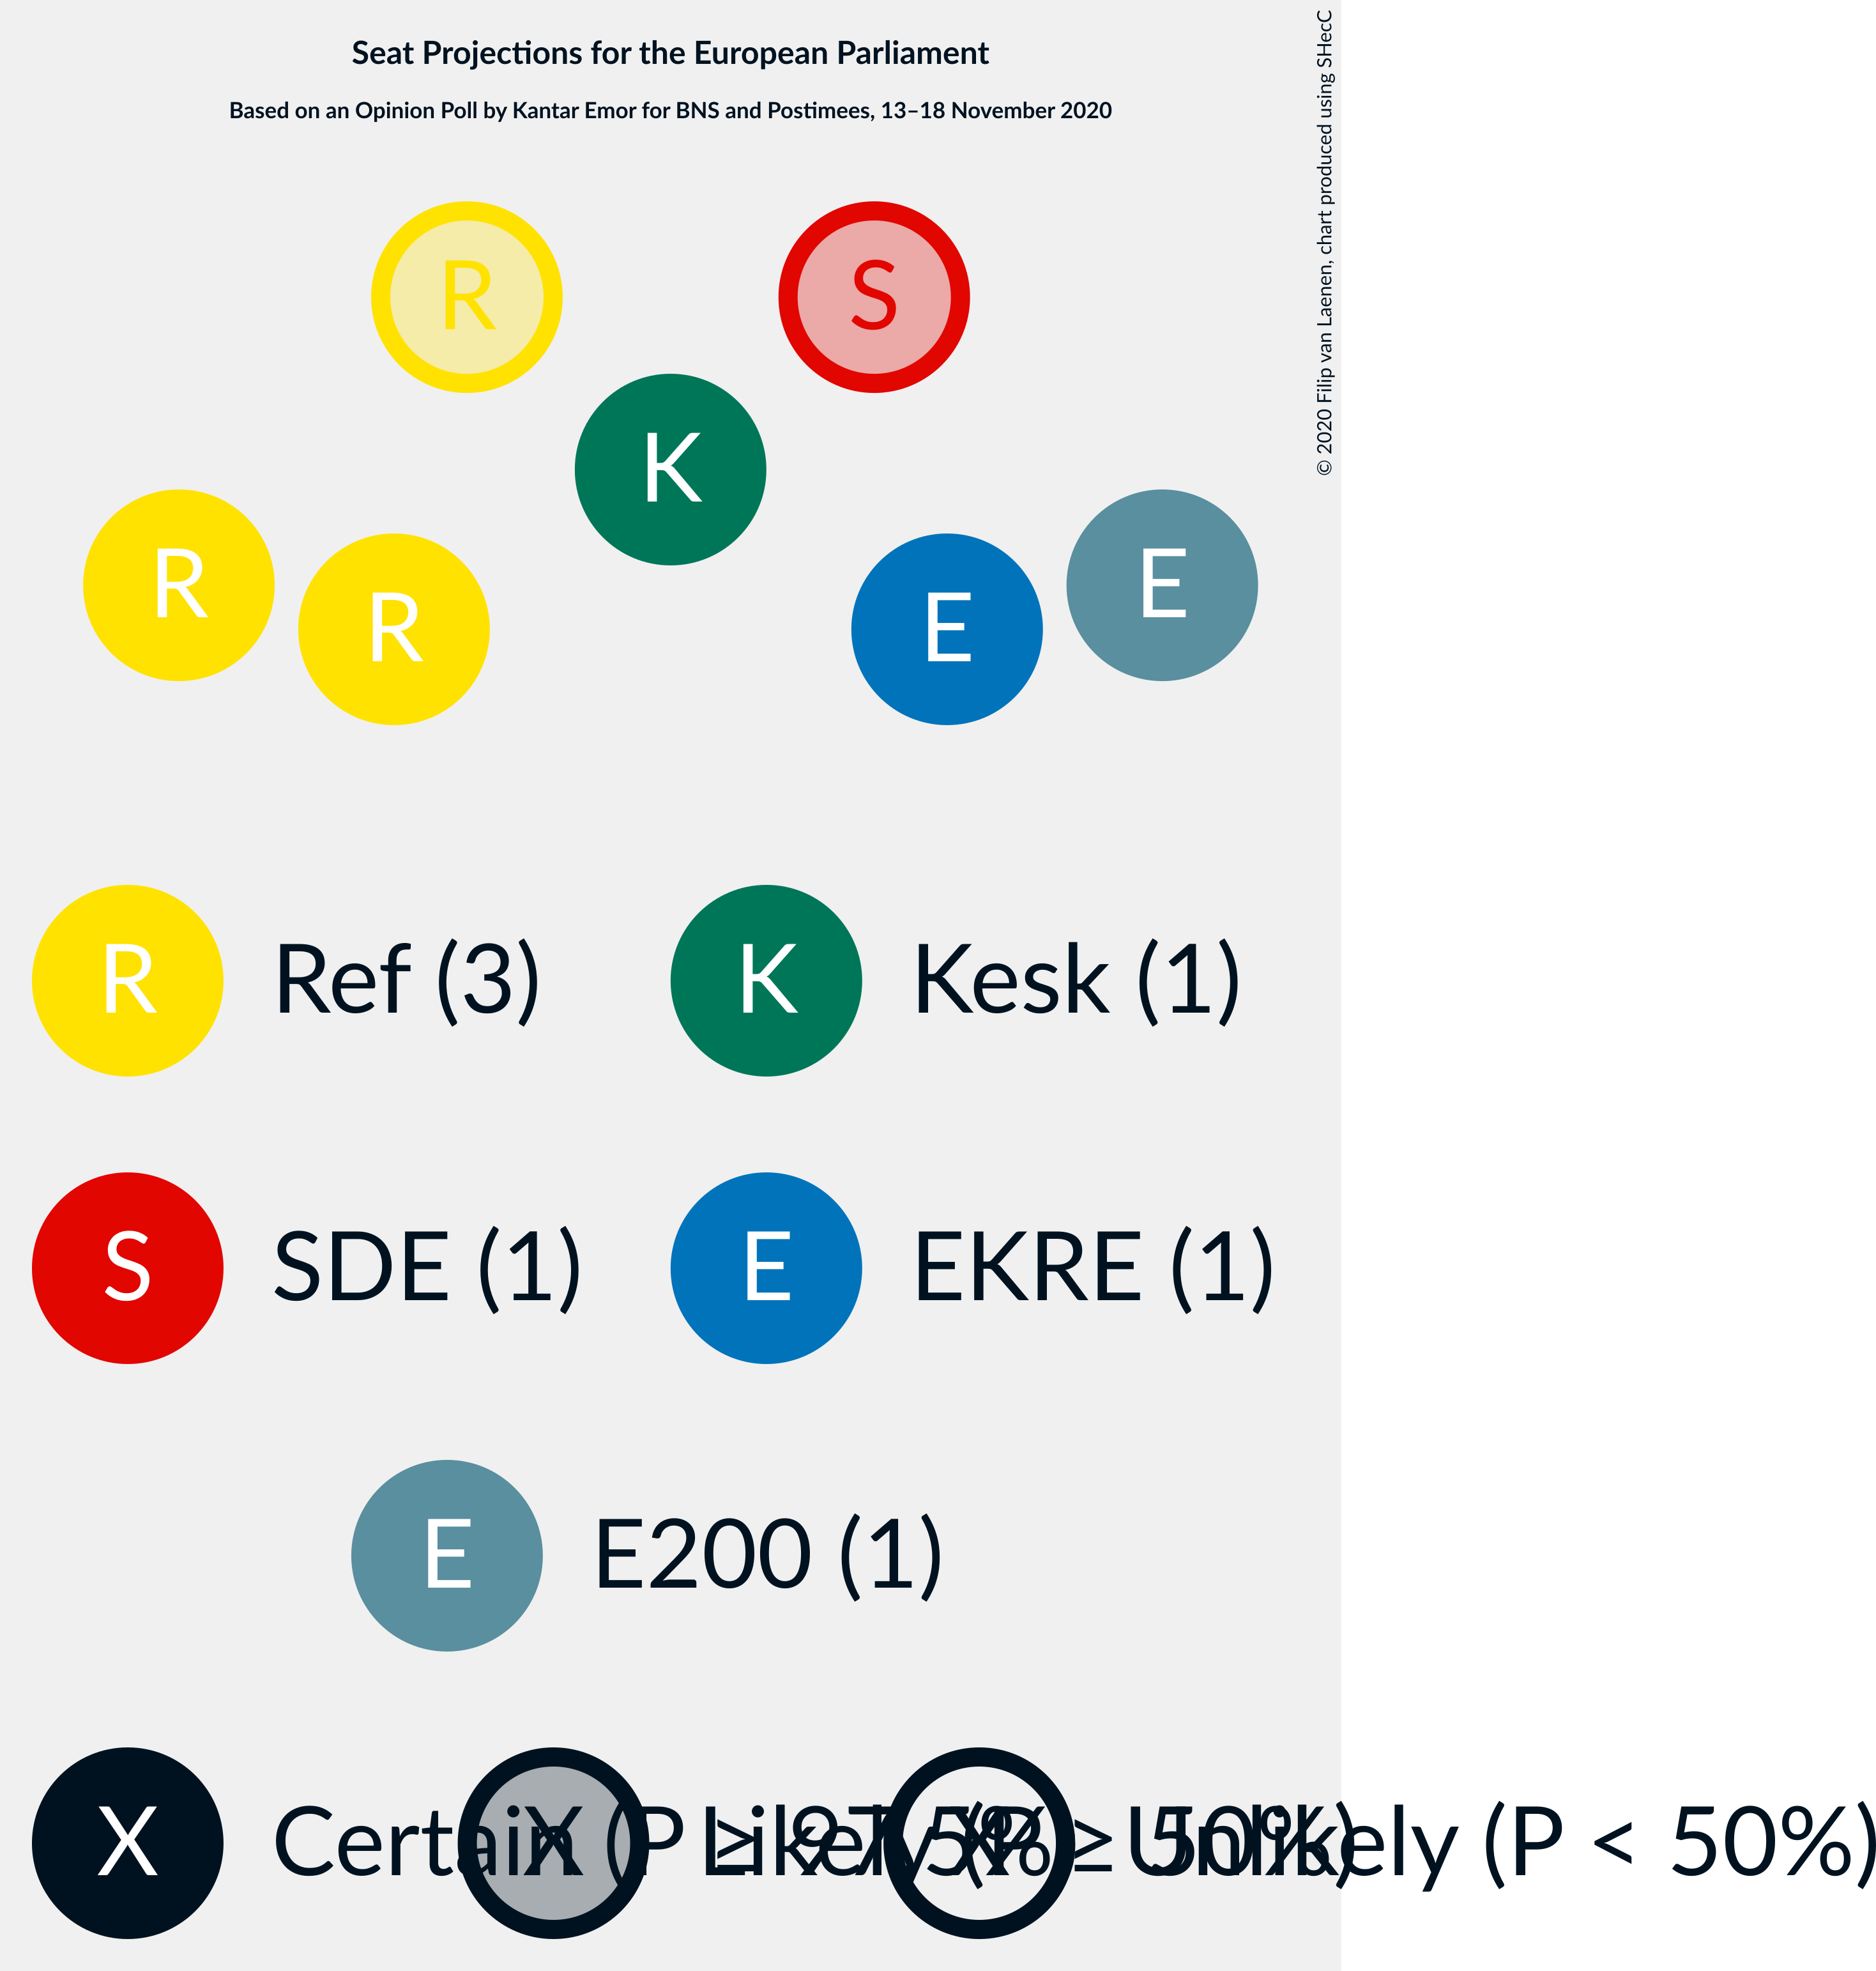 Seat Projections for the European Parliament
Based on an Opinion Poll by Kantar Emor for BNS and Postimees, 13–18 November 2020
© 2020 Filip van Laenen, chart produced using SHecC
R
S
K
R
E
R
E
R Ref (3)
K Kesk (1)
S SDE (1)
E EKRE (1)
E E200 (1)
X Certain (P ≥
X Likely (P ≥ 50%)
X Unlikely (P < 50%)